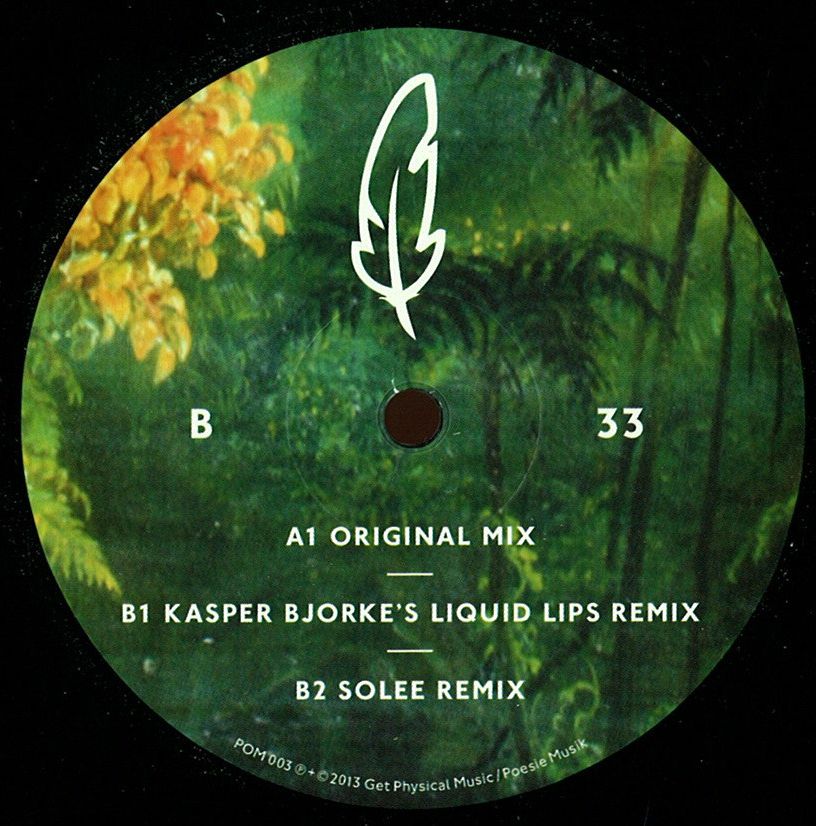 B
33
A1 ORIGINAL MIX
B1 KASPER BJORKE'S LIQUID LIPS REMIX
B2 SOLEE REMIX
POM 003 ℗+© 2013 Get Physical Music / Poesie Musik